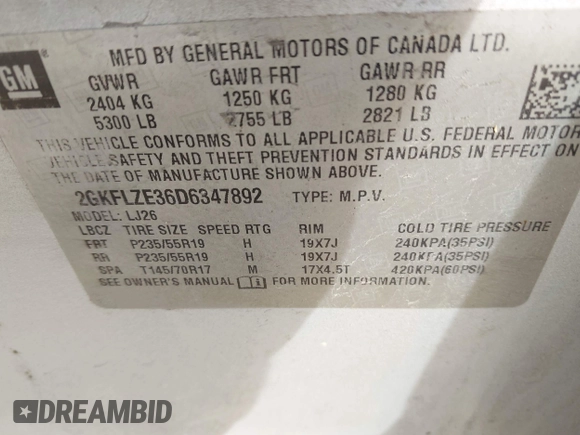 GM
MFD BY GENERAL MOTORS OF CANADA LTD.
GVWR GAWR FRT GAWR RR
2404 KG 1250 KG 1280 KG
5300 LB 2755 LB 2821 LB
THIS VEHICLE CONFORMS TO ALL APPLICABLE U.S. FEDERAL MOTOR
VEHICLE SAFETY AND THEFT PREVENTION STANDARDS IN EFFECT ON
THE DATE OF MANUFACTURE SHOWN ABOVE.
2GKFLZE36D6347892 TYPE: M.P.V.
MODEL: LJ26
LBCZ TIRE SIZE SPEED RTG RIM COLD TIRE PRESSURE
FRT P235/55R19 H 19X7J 240KPA(35PSI)
RR P235/55R19 H 19X7J 240KPA(35PSI)
SPA T145/70R17 M 17X4.5T 420KPA(60PSI)
SEE OWNER'S MANUAL FOR MORE INFORMATION.
DREAMBID